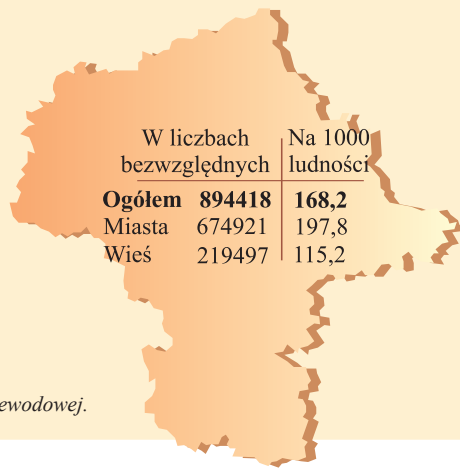 W liczbach Na 1000
bezwzględnych ludności
Ogółem 894418 168,2
Miasta 674921 197,8
Wieś 219497 115,2
ewodowej.